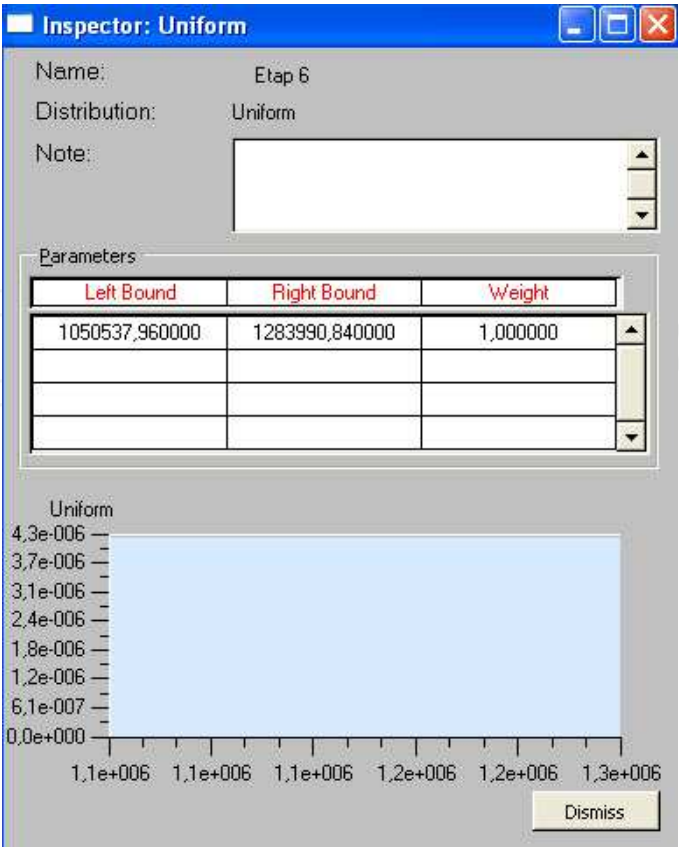 Inspector: Uniform
Name: Etap 6
Distribution: Uniform
Note:
Parameters
Left Bound Right Bound Weight
1050537,960000 1283990,840000 1,000000
Uniform
4,3e-006
3,7e-006
3,1e-006
2,4e-006
1,8e-006
1,2e-006
6,1e-007
0,0e+000
1,1e+006 1,1e+006 1,1e+006 1,2e+006 1,2e+006 1,3e+006
Dismiss